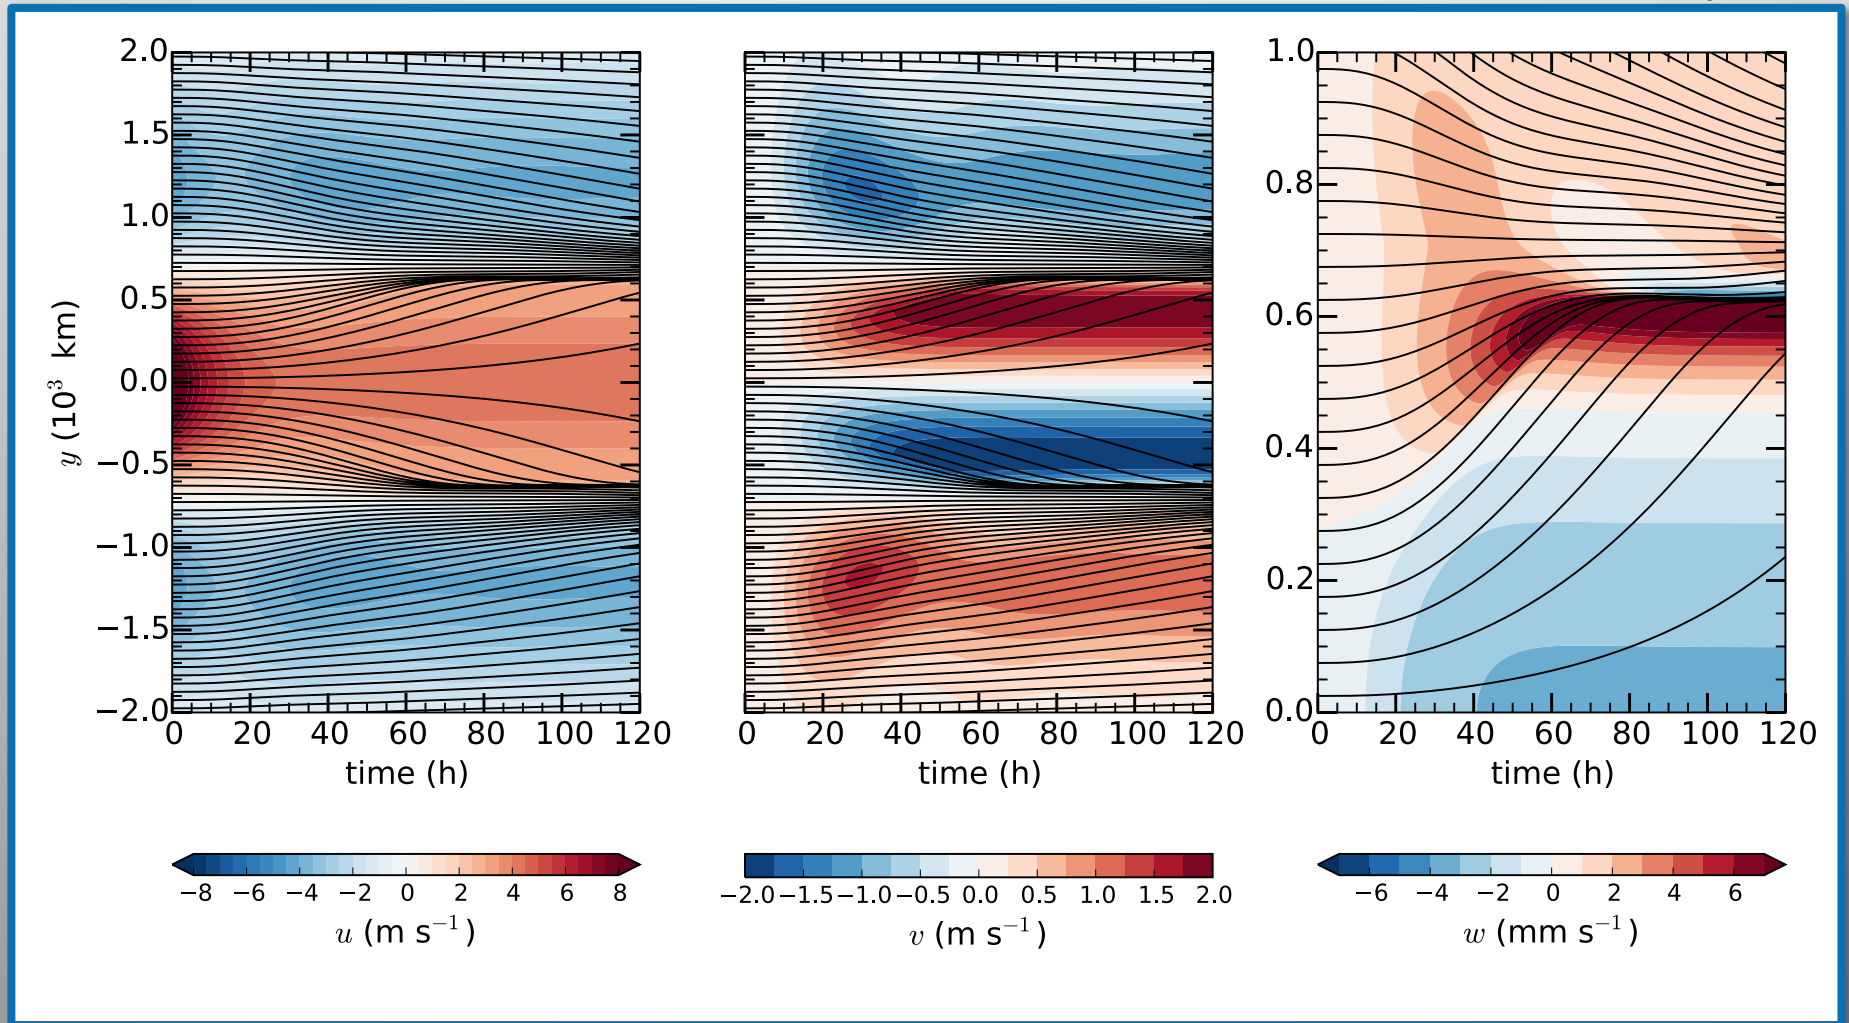 2.0
1.5
1.0
0.5
0.0
−0.5
−1.0
−1.5
−2.0
y (10³ km)
0 20 40 60 80 100 120
time (h)
0 20 40 60 80 100 120
time (h)
1.0
0.8
0.6
0.4
0.2
0.0
0 20 40 60 80 100 120
time (h)
−8 −6 −4 −2 0 2 4 6 8
u (m s⁻¹)
−2.0 −1.5 −1.0 −0.5 0.0 0.5 1.0 1.5 2.0
v (m s⁻¹)
−6 −4 −2 0 2 4 6
w (mm s⁻¹)